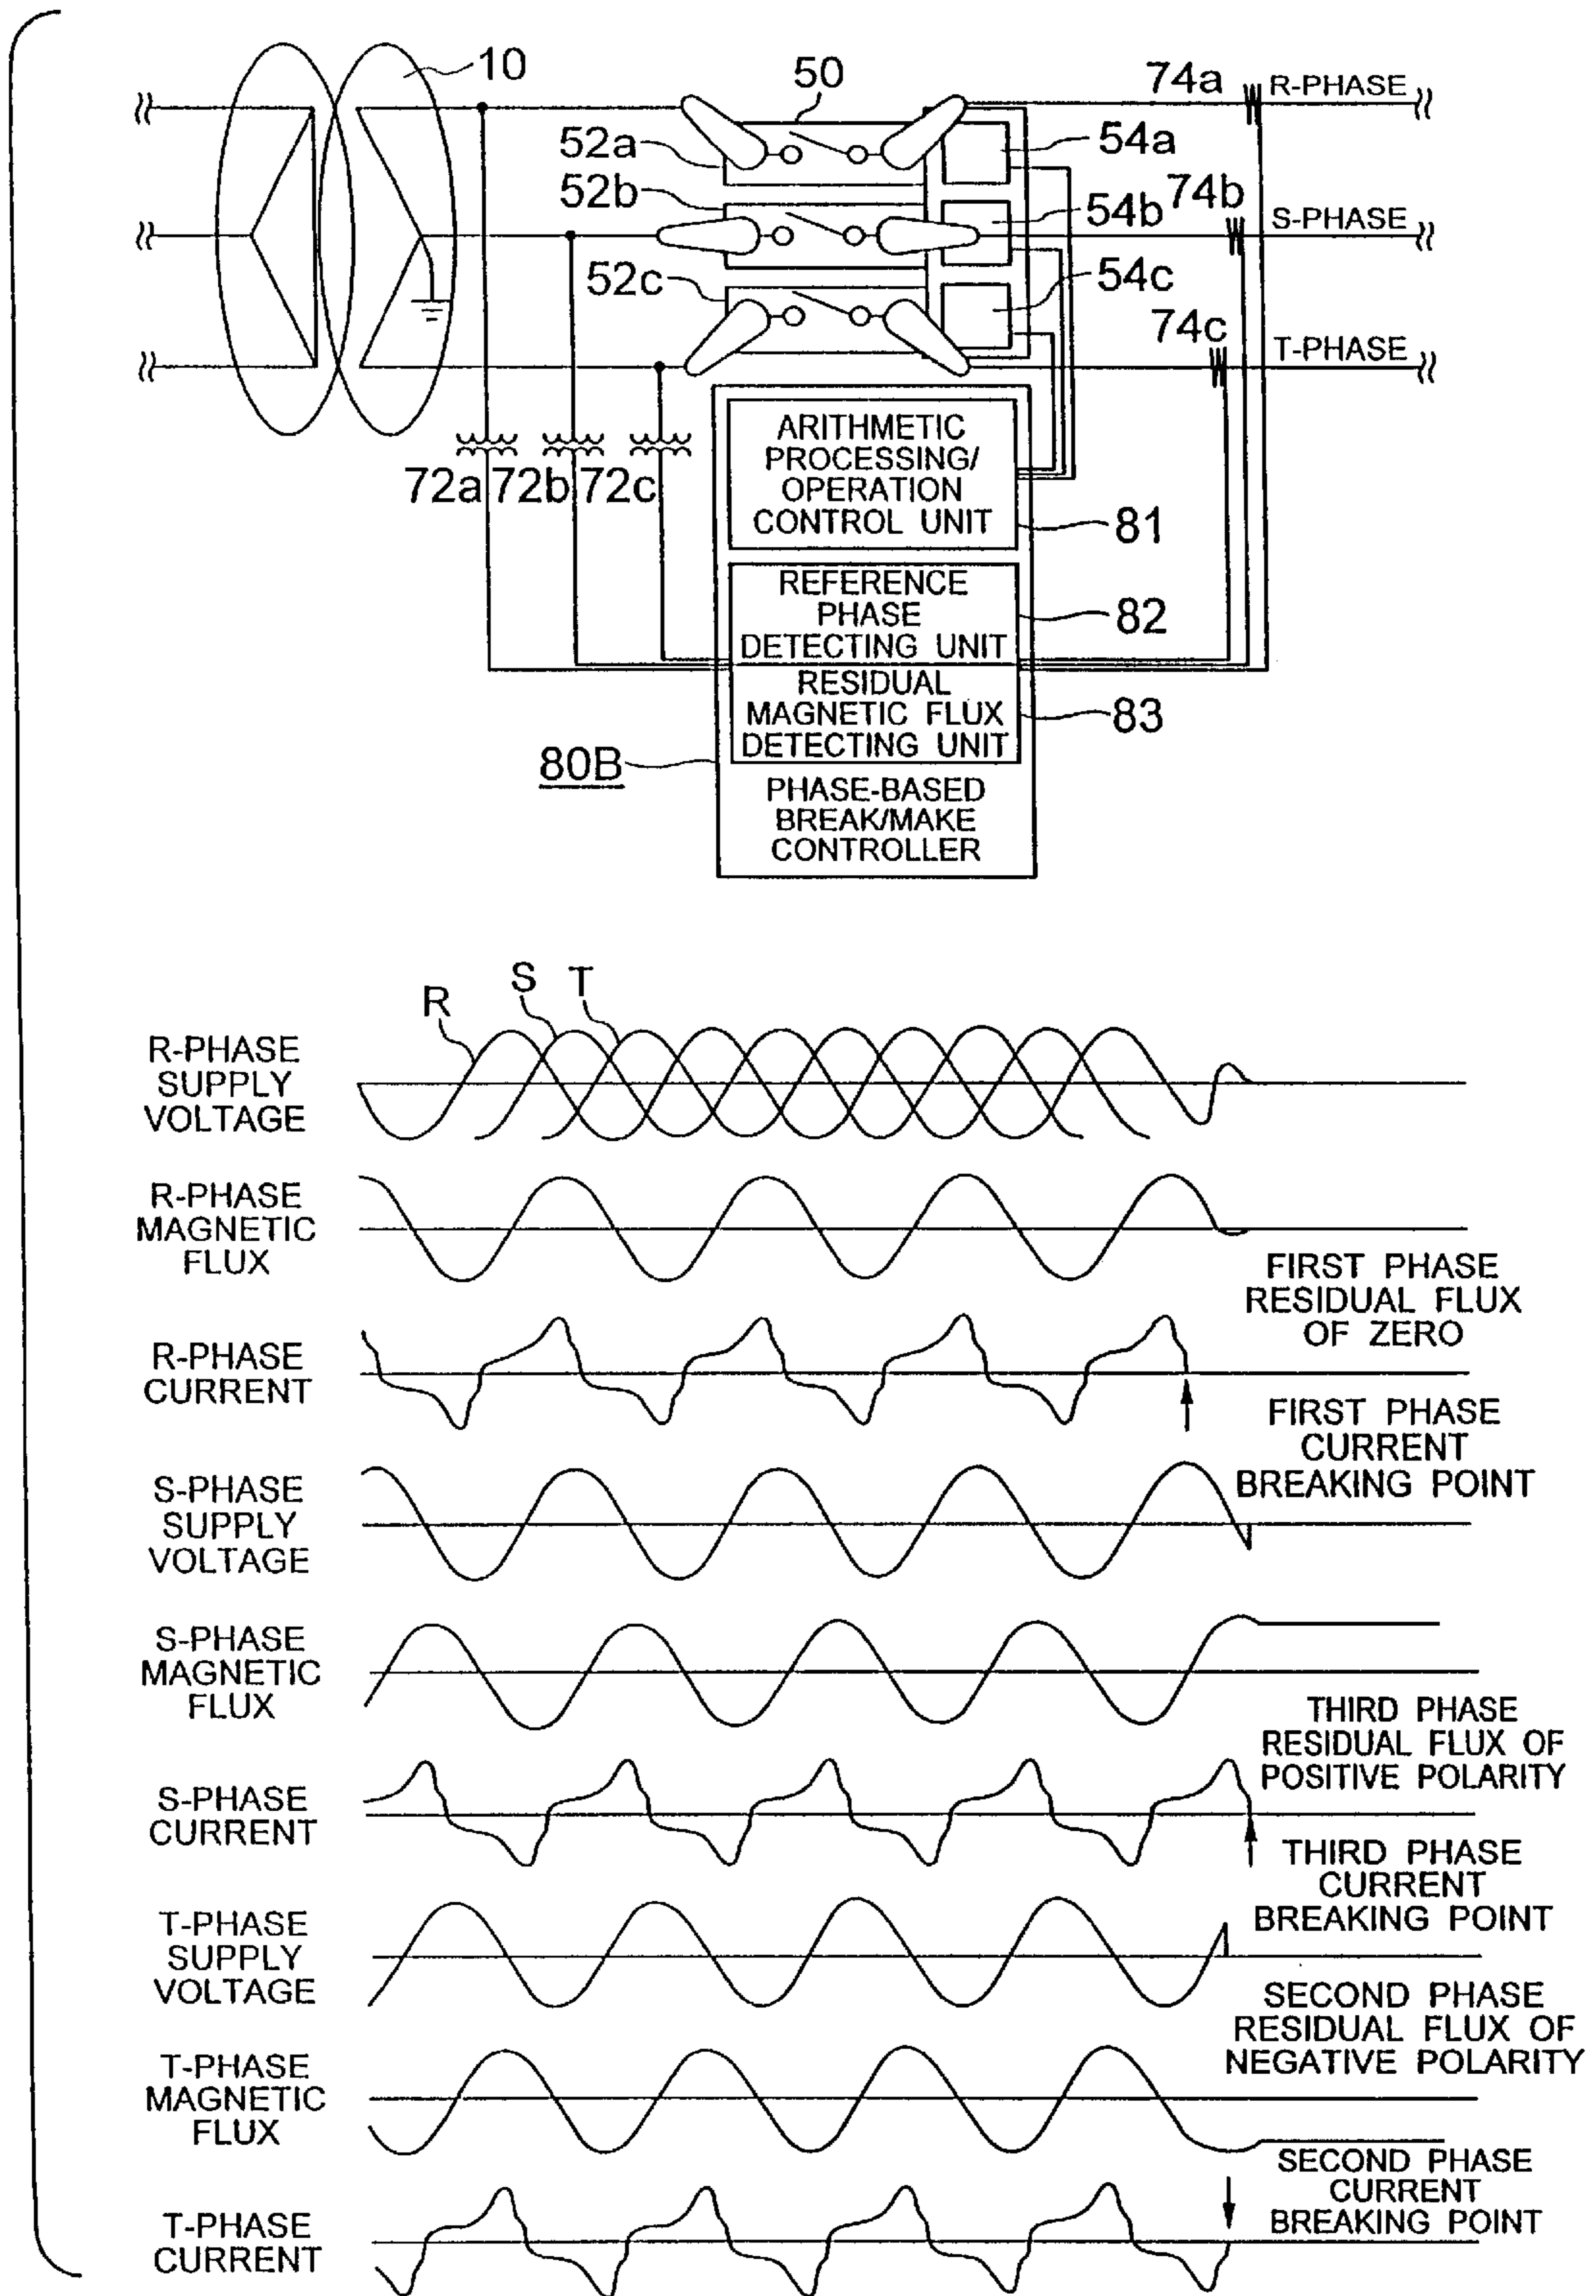 10
50
74a
R-PHASE
52a
54a
52b
74b
54b
S-PHASE
52c
54c
74c
T-PHASE
72a
72b
72c
ARITHMETIC
PROCESSING/
OPERATION
CONTROL UNIT
81
REFERENCE
PHASE
DETECTING UNIT
82
RESIDUAL
MAGNETIC FLUX
DETECTING UNIT
83
80B
PHASE-BASED
BREAK/MAKE
CONTROLLER
R
S
T
R-PHASE
SUPPLY
VOLTAGE
R-PHASE
MAGNETIC
FLUX
FIRST PHASE
RESIDUAL FLUX
OF ZERO
R-PHASE
CURRENT
FIRST PHASE
CURRENT
BREAKING POINT
S-PHASE
SUPPLY
VOLTAGE
S-PHASE
MAGNETIC
FLUX
THIRD PHASE
RESIDUAL FLUX OF
POSITIVE POLARITY
S-PHASE
CURRENT
THIRD PHASE
CURRENT
BREAKING POINT
T-PHASE
SUPPLY
VOLTAGE
SECOND PHASE
RESIDUAL FLUX OF
NEGATIVE POLARITY
T-PHASE
MAGNETIC
FLUX
SECOND PHASE
CURRENT
BREAKING POINT
T-PHASE
CURRENT